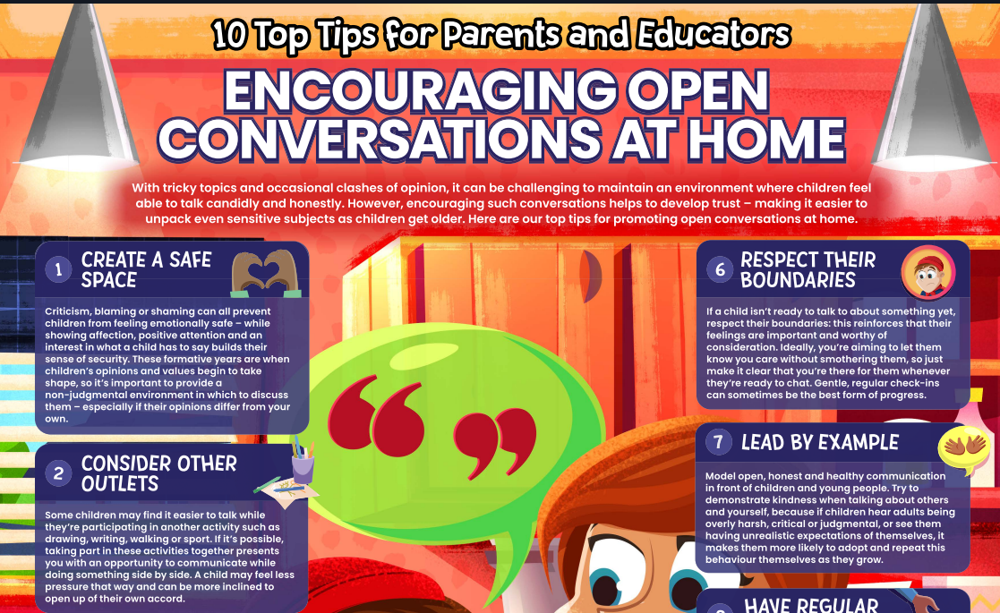 10 Top Tips for Parents and Educators
ENCOURAGING OPEN
CONVERSATIONS AT HOME
With tricky topics and occasional clashes of opinion, it can be challenging to maintain an environment where children feel
able to talk candidly and honestly. However, encouraging such conversations helps to develop trust – making it easier to
unpack even sensitive subjects as children get older. Here are our top tips for promoting open conversations at home.
1
CREATE A SAFE
SPACE
Criticism, blaming or shaming can all prevent
children from feeling emotionally safe – while
showing affection, positive attention and an
interest in what a child has to say builds their
sense of security. These formative years are when
children's opinions and values begin to take
shape, so it's important to provide a
non-judgmental environment in which to discuss
them – especially if their opinions differ from your
own.
2
CONSIDER OTHER
OUTLETS
Some children may find it easier to talk while
they're participating in another activity such as
drawing, writing, walking or sport. If it's possible,
taking part in these activities together presents
you with an opportunity to communicate while
doing something side by side. A child may feel less
pressure that way and can be more inclined to
open up of their own accord.
6
RESPECT THEIR
BOUNDARIES
If a child isn't ready to talk to about something yet,
respect their boundaries: this reinforces that their
feelings are important and worthy of
consideration. Ideally, you're aiming to let them
know you care without smothering them, so just
make it clear that you're there for them whenever
they're ready to chat. Gentle, regular check-ins
can sometimes be the best form of progress.
7
LEAD BY EXAMPLE
Model open, honest and healthy communication
in front of children and young people. Try to
demonstrate kindness when talking about others
and yourself, because if children hear adults being
overly harsh, critical or judgmental, or see them
having unrealistic expectations of themselves, it
makes them more likely to adopt and repeat this
behaviour themselves as they grow.
HAVE REGULAR